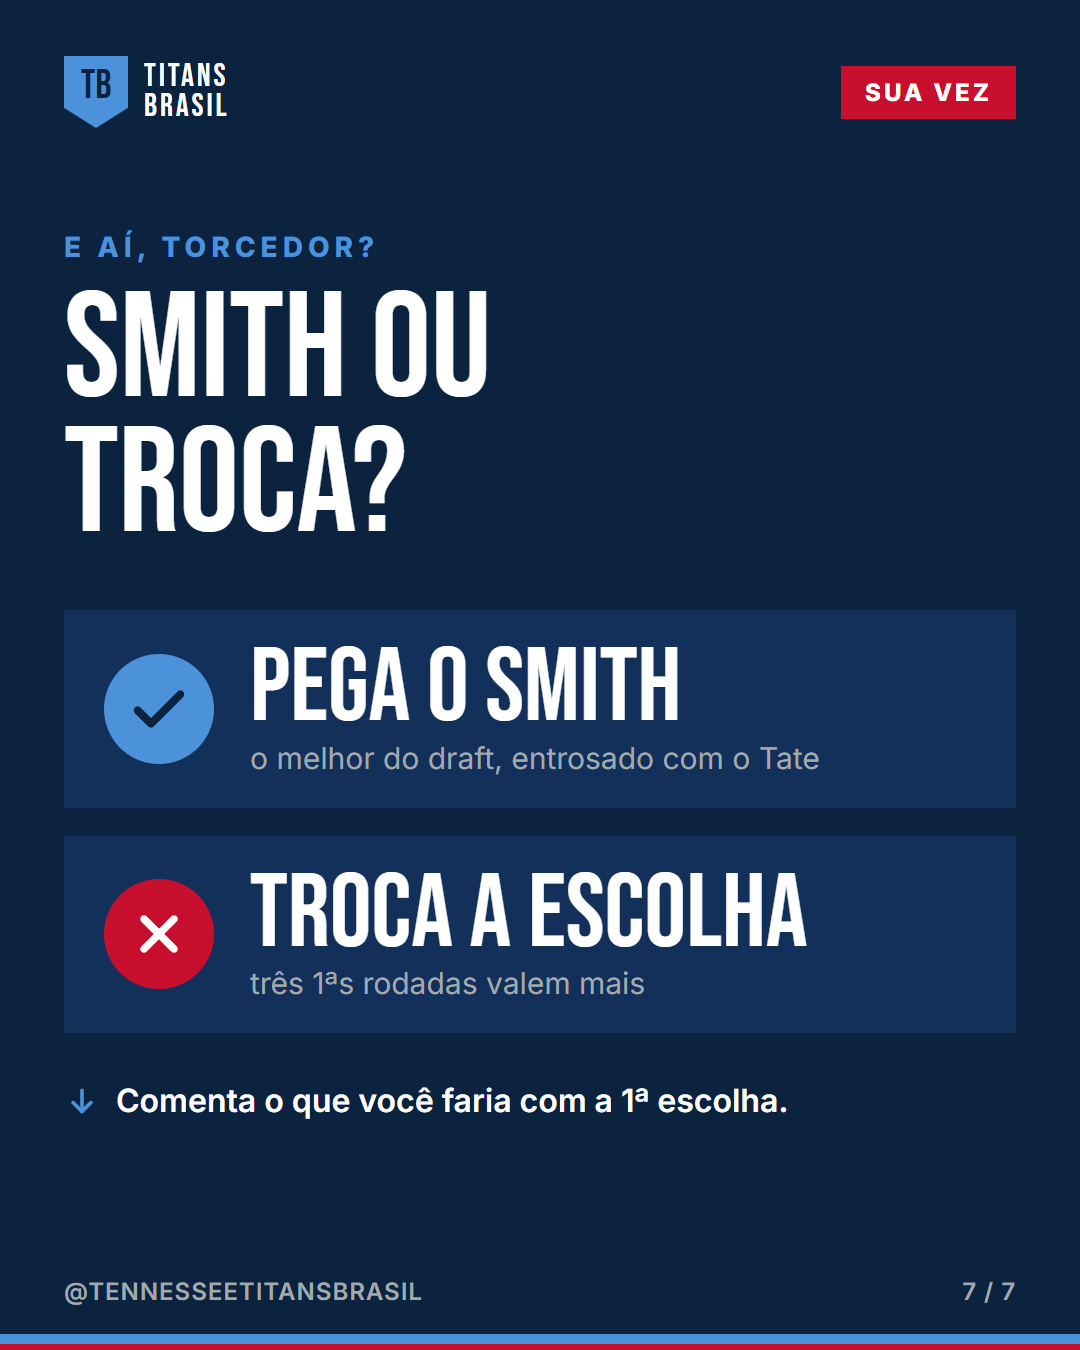 TB
TITANS
BRASIL
SUA VEZ
E AÍ, TORCEDOR?
SMITH OU
TROCA?
PEGA O SMITH
o melhor do draft, entrosado com o Tate
TROCA A ESCOLHA
três 1ªs rodadas valem mais
Comenta o que você faria com a 1ª escolha.
@TENNESSEETITANSBRASIL
7 / 7